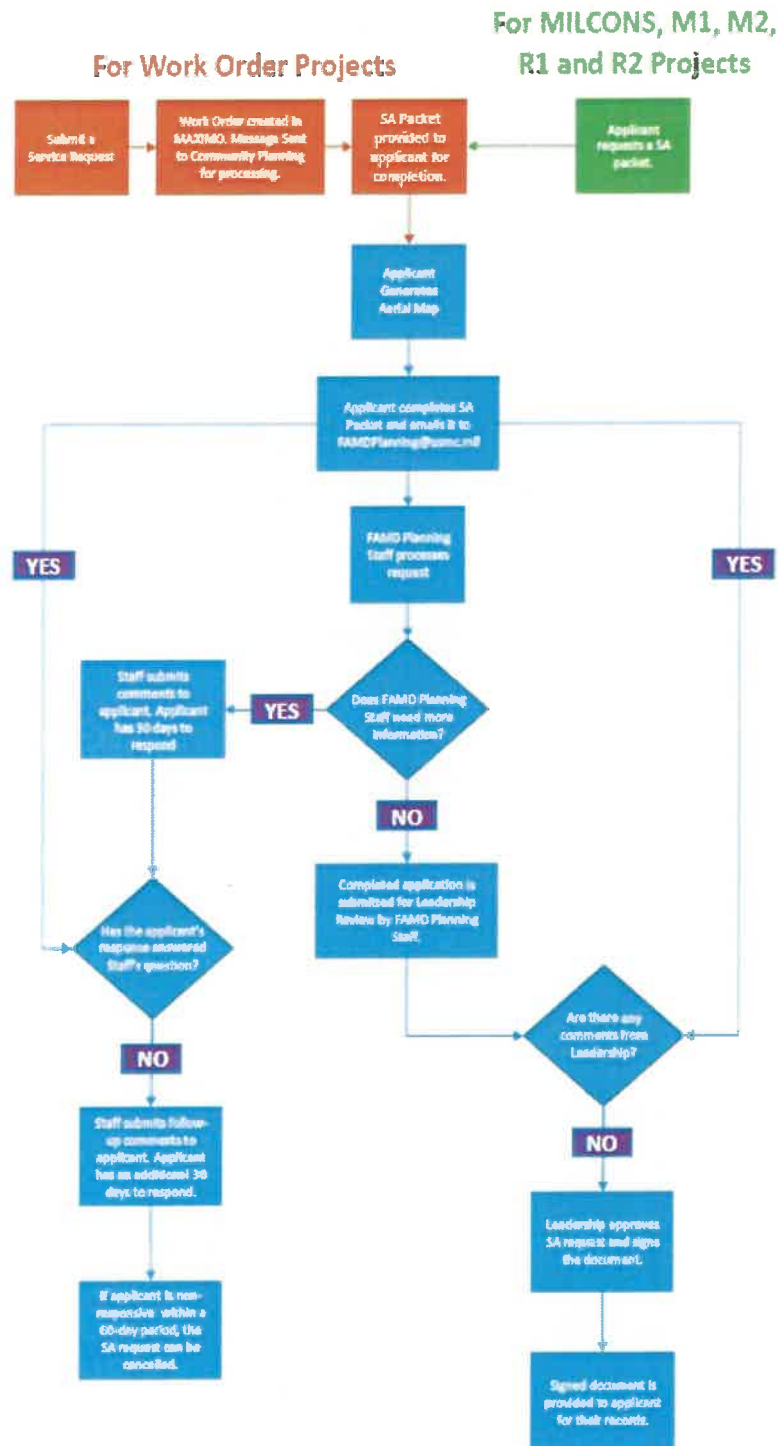 For MILCONS, M1, M2,
R1 and R2 Projects
For Work Order Projects
Submit a
Service Request
Work Order created in
MAXIMO. Message Sent
to Community Planning
for processing.
SA Packet
provided to
applicant for
completion.
Applicant
requests a SA
packet.
Applicant
Generates
Aerial Map
Applicant completes SA
Packet and emails it to
FAMDPlanning@usmc.mil
FAMD Planning
Staff processes
request
YES
YES
Staff submits
comments to
applicant. Applicant
has 30 days to
respond
YES
Does FAMD Planning
Staff need more
information?
NO
Completed application is
submitted for Leadership
Review by FAMD Planning
Staff.
Has the applicant's
response answered
Staff's question?
Are there any
comments from
Leadership?
NO
Staff submits follow-
up comments to
applicant. Applicant
has an additional 30
days to respond.
NO
Leadership approves
SA request and signs
the document.
If applicant is non-
responsive within a
60-day period, the
SA request can be
cancelled.
Signed document is
provided to applicant
for their records.